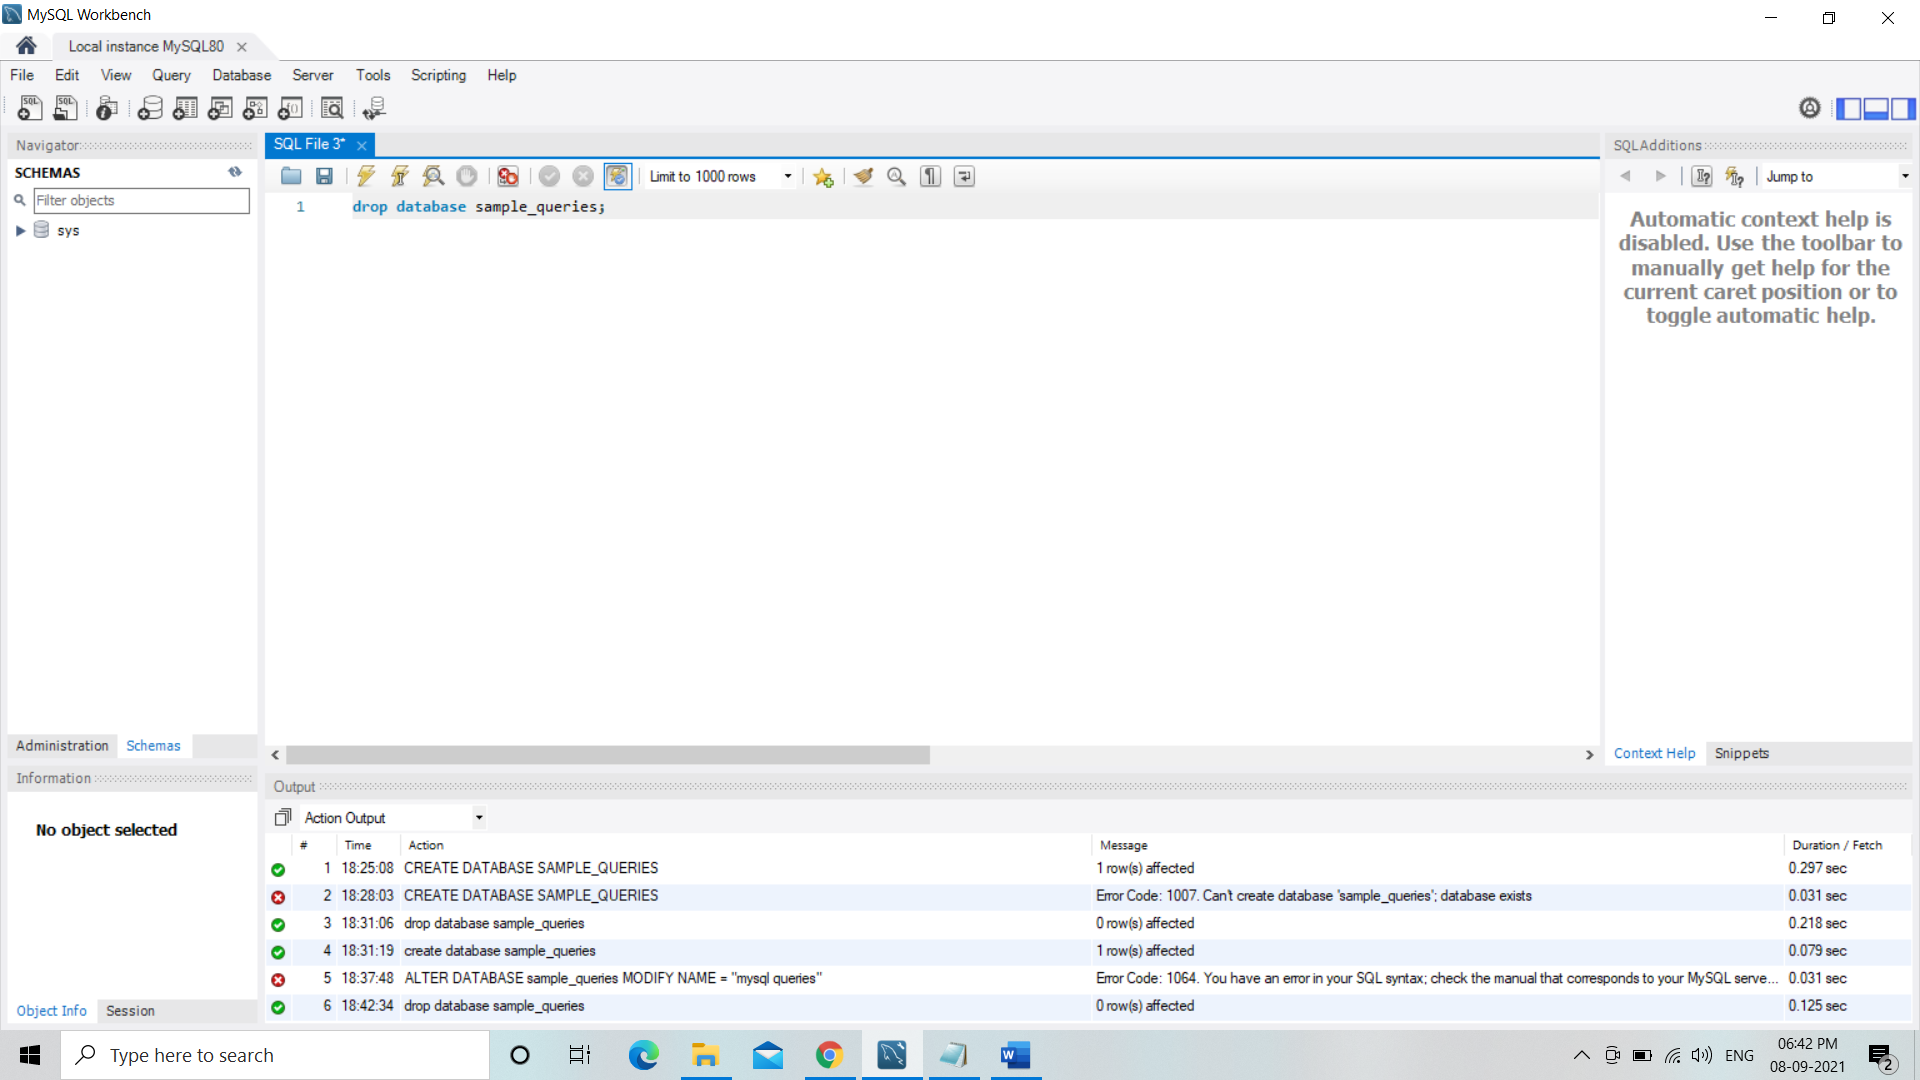 MySQL Workbench
Local instance MySQL80
File Edit View Query Database Server Tools Scripting Help
Navigator
SCHEMAS
Filter objects
sys
Administration Schemas
Information
No object selected
Object Info Session
SQL File 3*
Limit to 1000 rows
1 drop database sample_queries;
SQLAdditions
Jump to
Automatic context help is
disabled. Use the toolbar to
manually get help for the
current caret position or to
toggle automatic help.
Context Help Snippets
Output
Action Output
# Time Action Message Duration / Fetch
1 18:25:08 CREATE DATABASE SAMPLE_QUERIES 1 row(s) affected 0.297 sec
2 18:28:03 CREATE DATABASE SAMPLE_QUERIES Error Code: 1007. Can't create database 'sample_queries'; database exists 0.031 sec
3 18:31:06 drop database sample_queries 0 row(s) affected 0.218 sec
4 18:31:19 create database sample_queries 1 row(s) affected 0.079 sec
5 18:37:48 ALTER DATABASE sample_queries MODIFY NAME = "mysql queries" Error Code: 1064. You have an error in your SQL syntax; check the manual that corresponds to your MySQL serve... 0.031 sec
6 18:42:34 drop database sample_queries 0 row(s) affected 0.125 sec
Type here to search
ENG
06:42 PM
08-09-2021
2